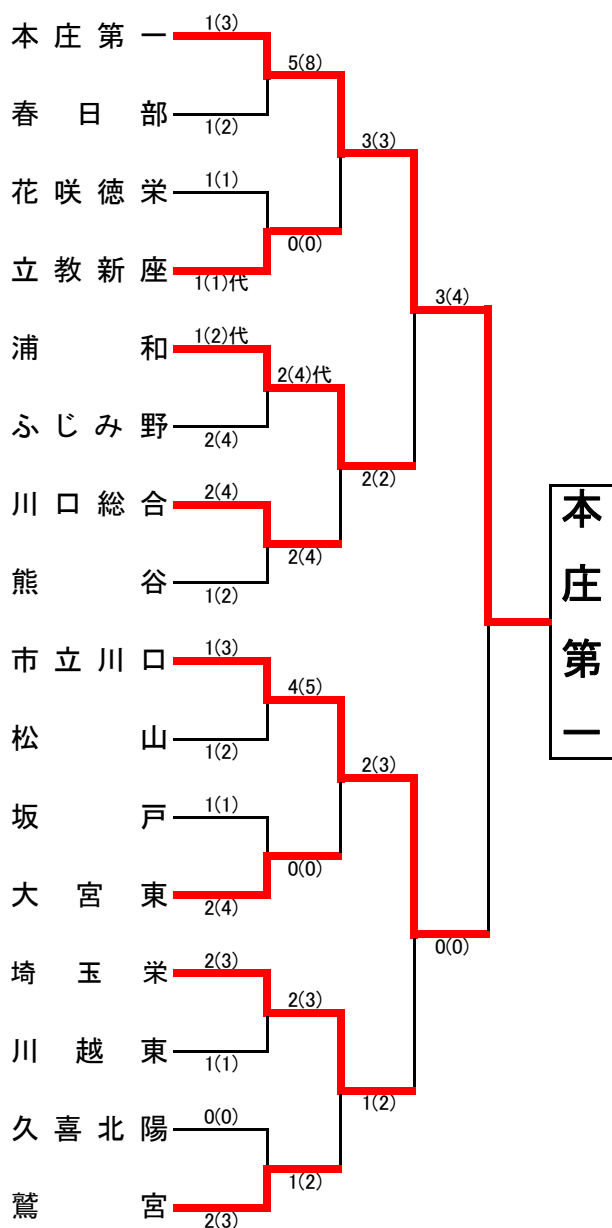 本庄第一
1(3)
5(8)
春日部
1(2)
3(3)
花咲徳栄
1(1)
0(0)
立教新座
1(1)代
3(4)
浦和
1(2)代
2(4)代
ふじみ野
2(4)
2(2)
川口総合
2(4)
2(4)
熊谷
1(2)
本庄第一
市立川口
1(3)
4(5)
松山
1(2)
2(3)
坂戸
1(1)
0(0)
大宮東
2(4)
0(0)
埼玉栄
2(3)
2(3)
川越東
1(1)
1(2)
久喜北陽
0(0)
1(2)
鷲宮
2(3)